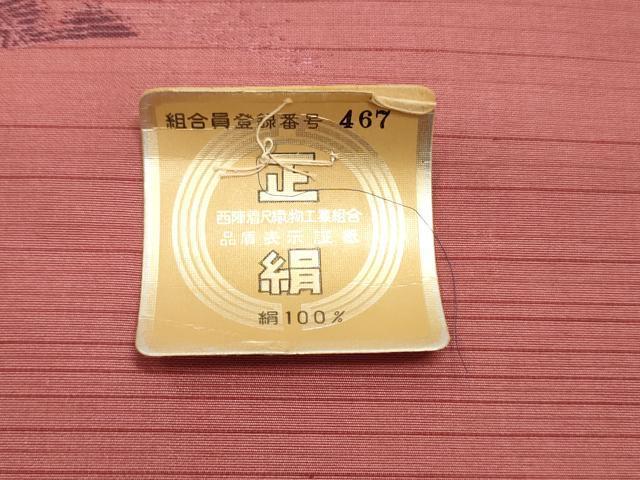 組合員登録番号 467
正
西陣着尺織物工業組合
品質表示証紙
絹
絹100%